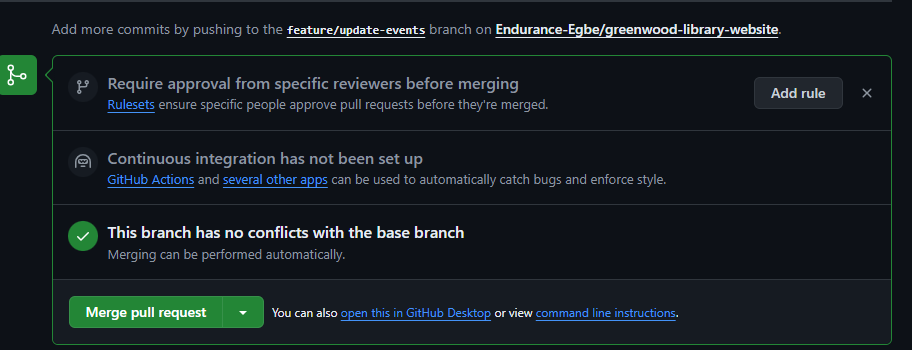 Add more commits by pushing to the feature/update-events branch on Endurance-Egbe/greenwood-library-website.
Require approval from specific reviewers before merging
Rulesets ensure specific people approve pull requests before they're merged.
Add rule
Continuous integration has not been set up
GitHub Actions and several other apps can be used to automatically catch bugs and enforce style.
This branch has no conflicts with the base branch
Merging can be performed automatically.
Merge pull request
You can also open this in GitHub Desktop or view command line instructions.